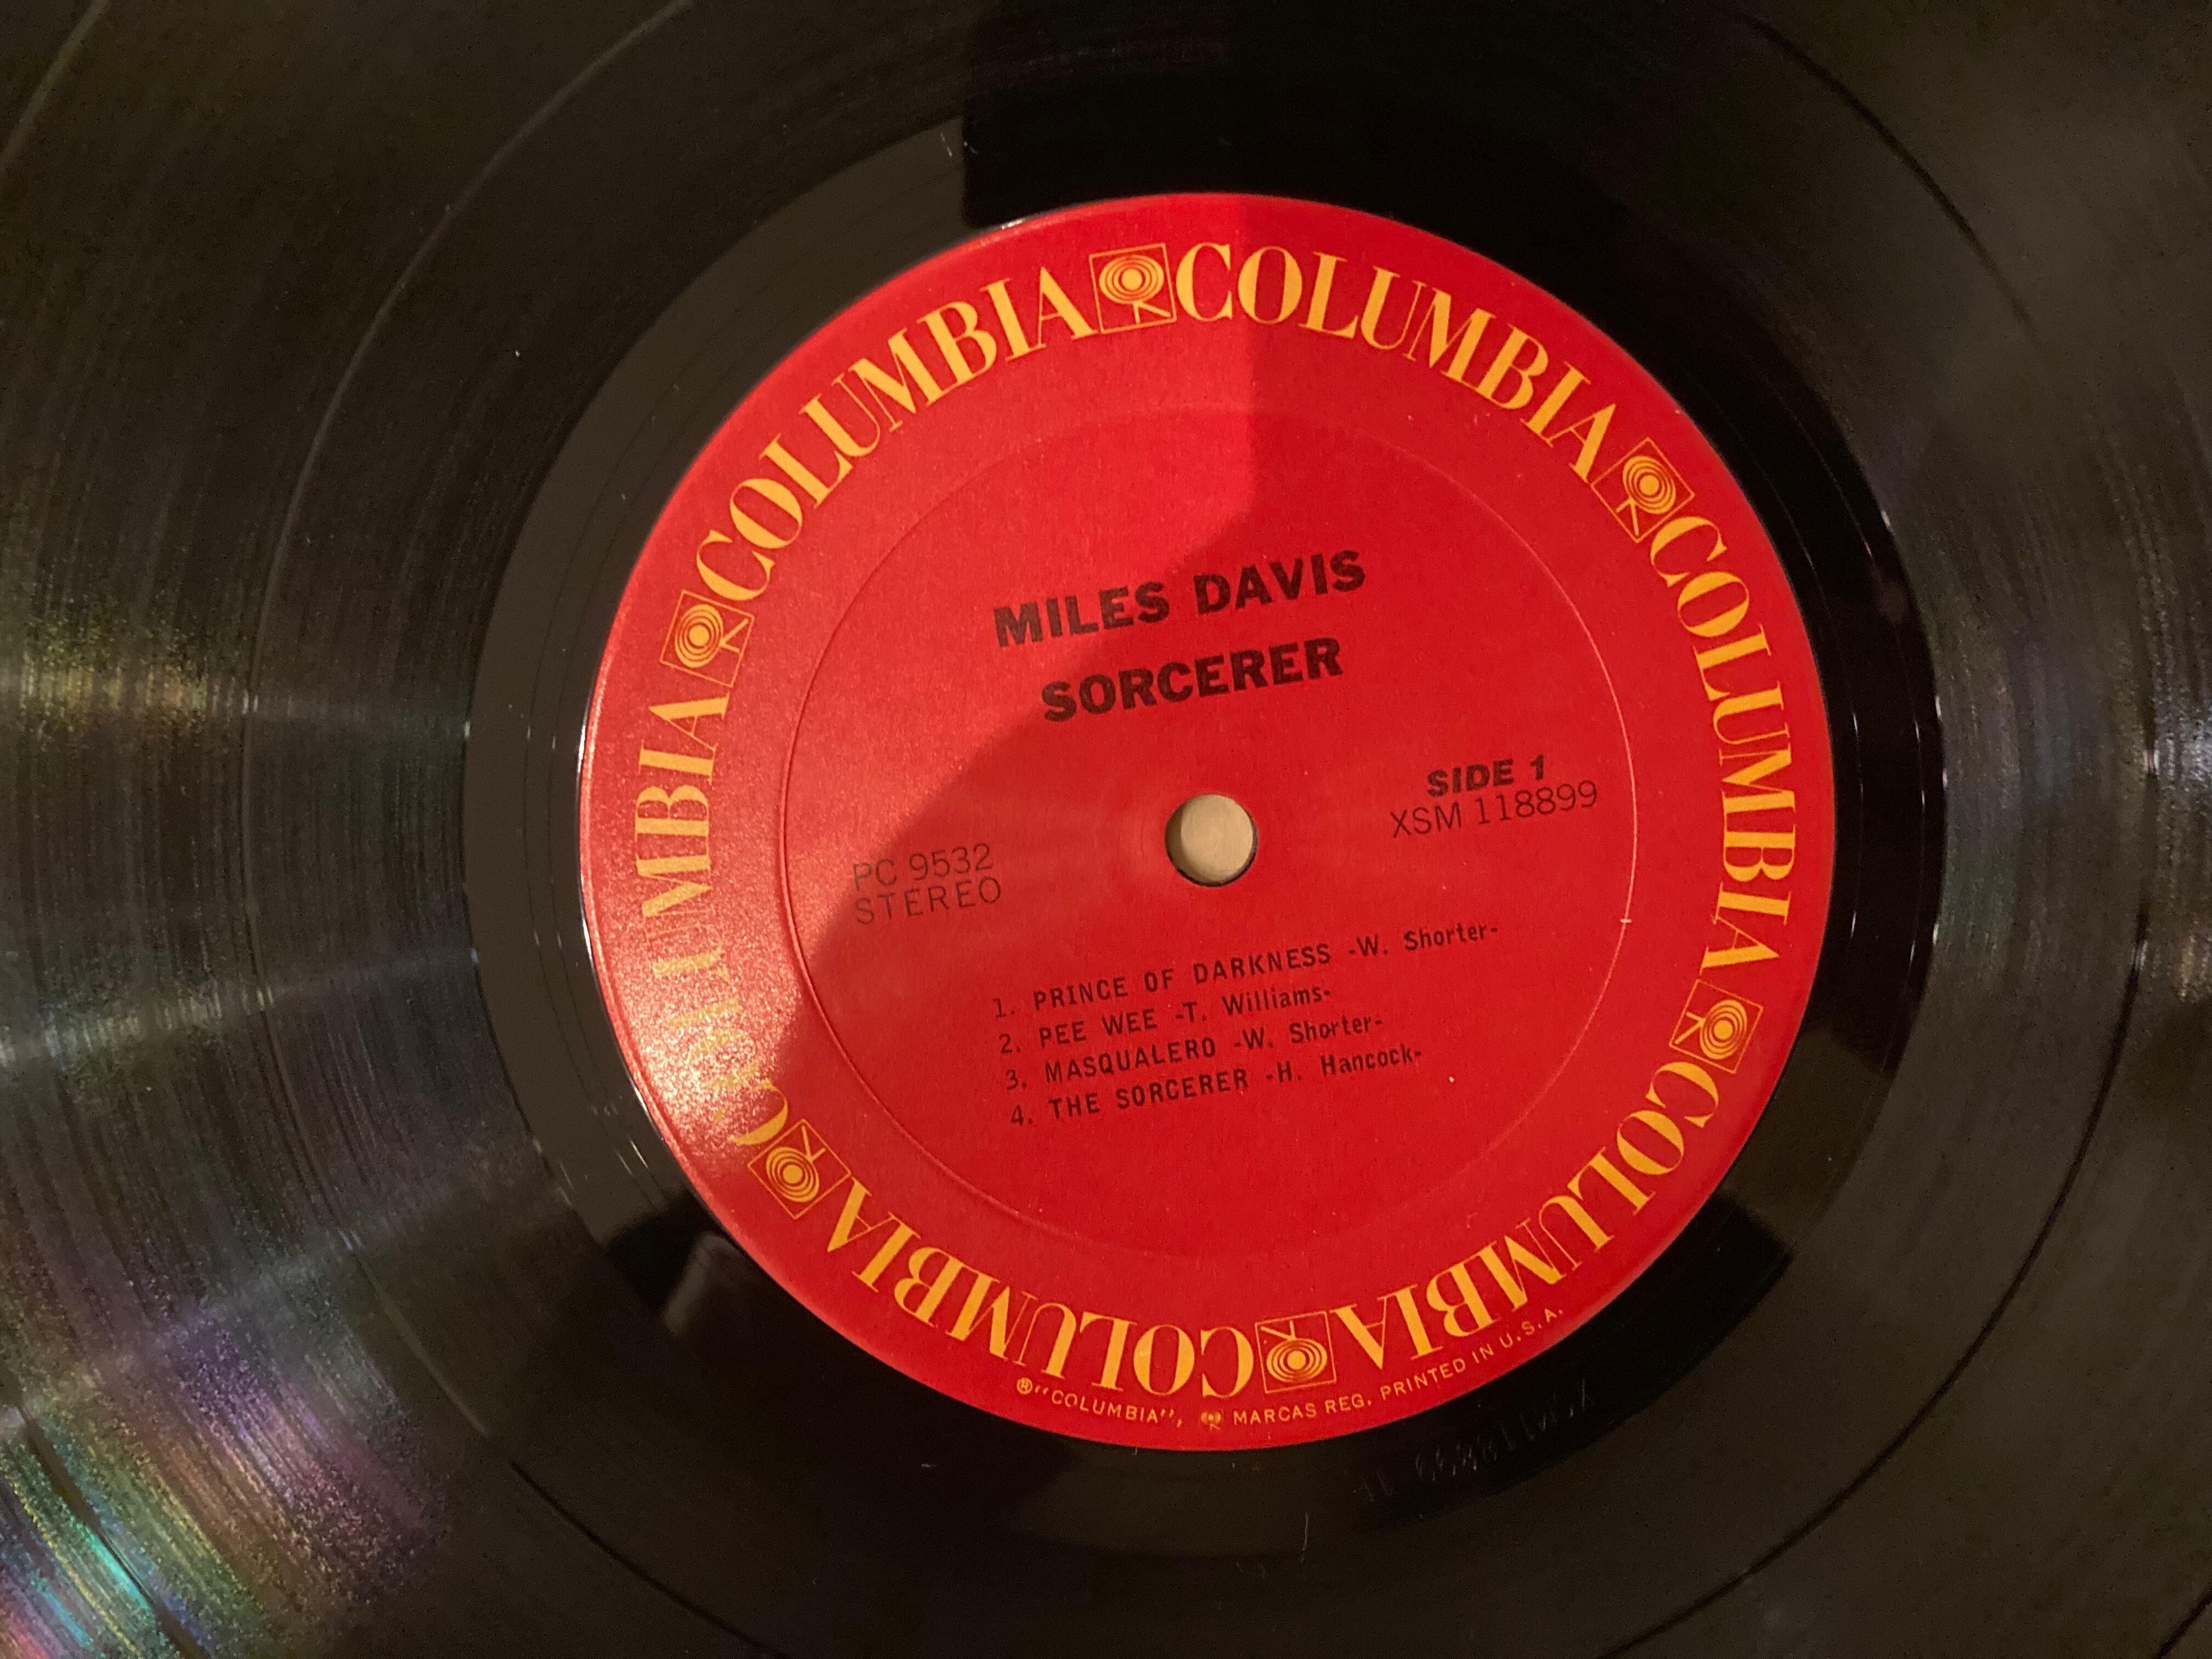 COLUMBIA COLUMBIA COLUMBIA COLUMBIA COLUMBIA COLUMBIA
MILES DAVIS
SORCERER
SIDE 1
XSM 118899
PC 9532
STEREO
1. PRINCE OF DARKNESS -W. Shorter-
2. PEE WEE -T. Williams-
3. MASQUALERO -W. Shorter-
4. THE SORCERER -H. Hancock-
®"COLUMBIA", MARCAS REG. PRINTED IN U.S.A.